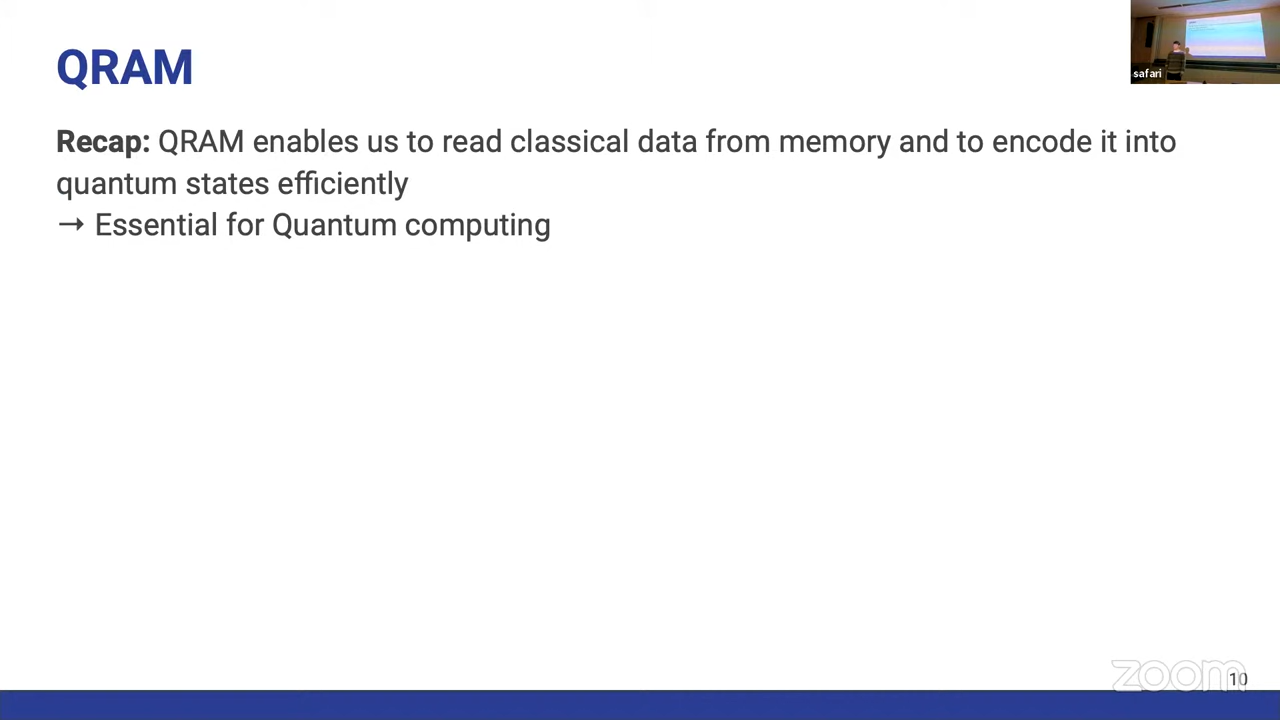 QRAM
safari
Recap: QRAM enables us to read classical data from memory and to encode it into
quantum states efficiently
→ Essential for Quantum computing
zoom
10